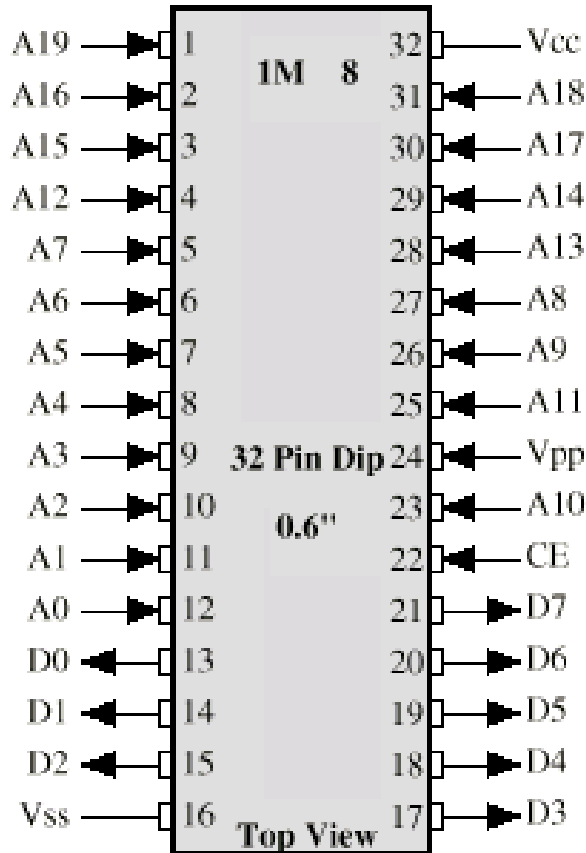 A19 1 32 Vcc
1M 8
A16 2 31 A18
A15 3 30 A17
A12 4 29 A14
A7 5 28 A13
A6 6 27 A8
A5 7 26 A9
A4 8 25 A11
A3 9 32 Pin Dip 24 Vpp
A2 10 23 A10
0.6"
A1 11 22 CE
A0 12 21 D7
D0 13 20 D6
D1 14 19 D5
D2 15 18 D4
Vss 16 17 D3
Top View